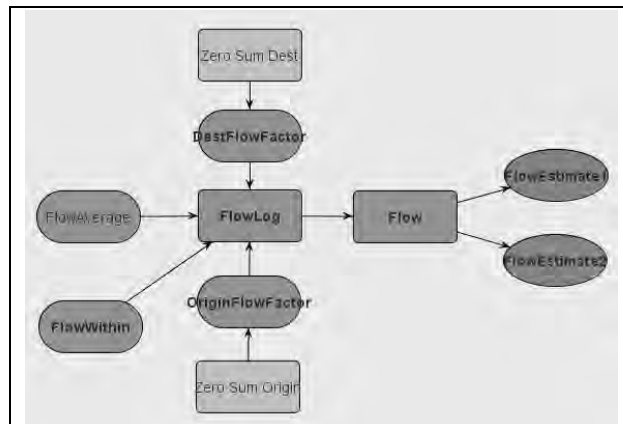 Zero Sum Dest
DestFlowFactor
FlowEstimate1
FlowAverage
FlowLog
Flow
FlowEstimate2
OriginFlowFactor
FlowWithin
Zero Sum Origin